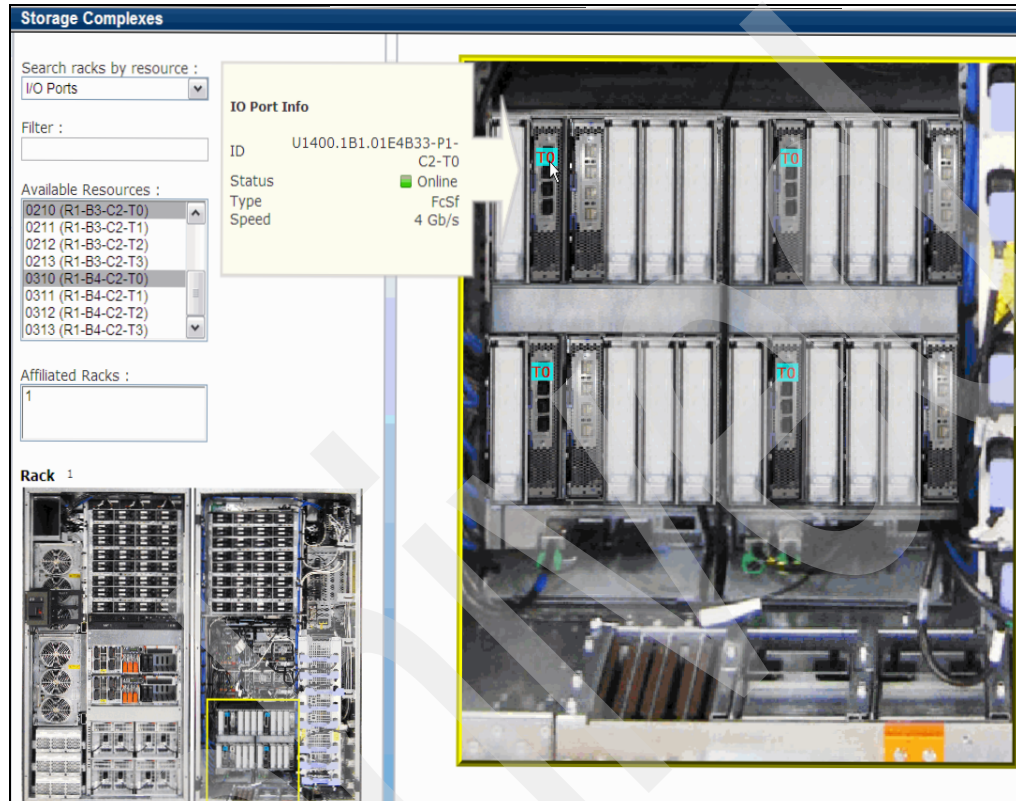 Storage Complexes
Search racks by resource :
I/O Ports
Filter :
Available Resources :
0210 (R1-B3-C2-T0)
0211 (R1-B3-C2-T1)
0212 (R1-B3-C2-T2)
0213 (R1-B3-C2-T3)
0310 (R1-B4-C2-T0)
0311 (R1-B4-C2-T1)
0312 (R1-B4-C2-T2)
0313 (R1-B4-C2-T3)
Affiliated Racks :
1
Rack 1
IO Port Info
ID U1400.1B1.01E4B33-P1-
C2-T0
Status Online
Type FcSf
Speed 4 Gb/s
T0 T0
T0 T0